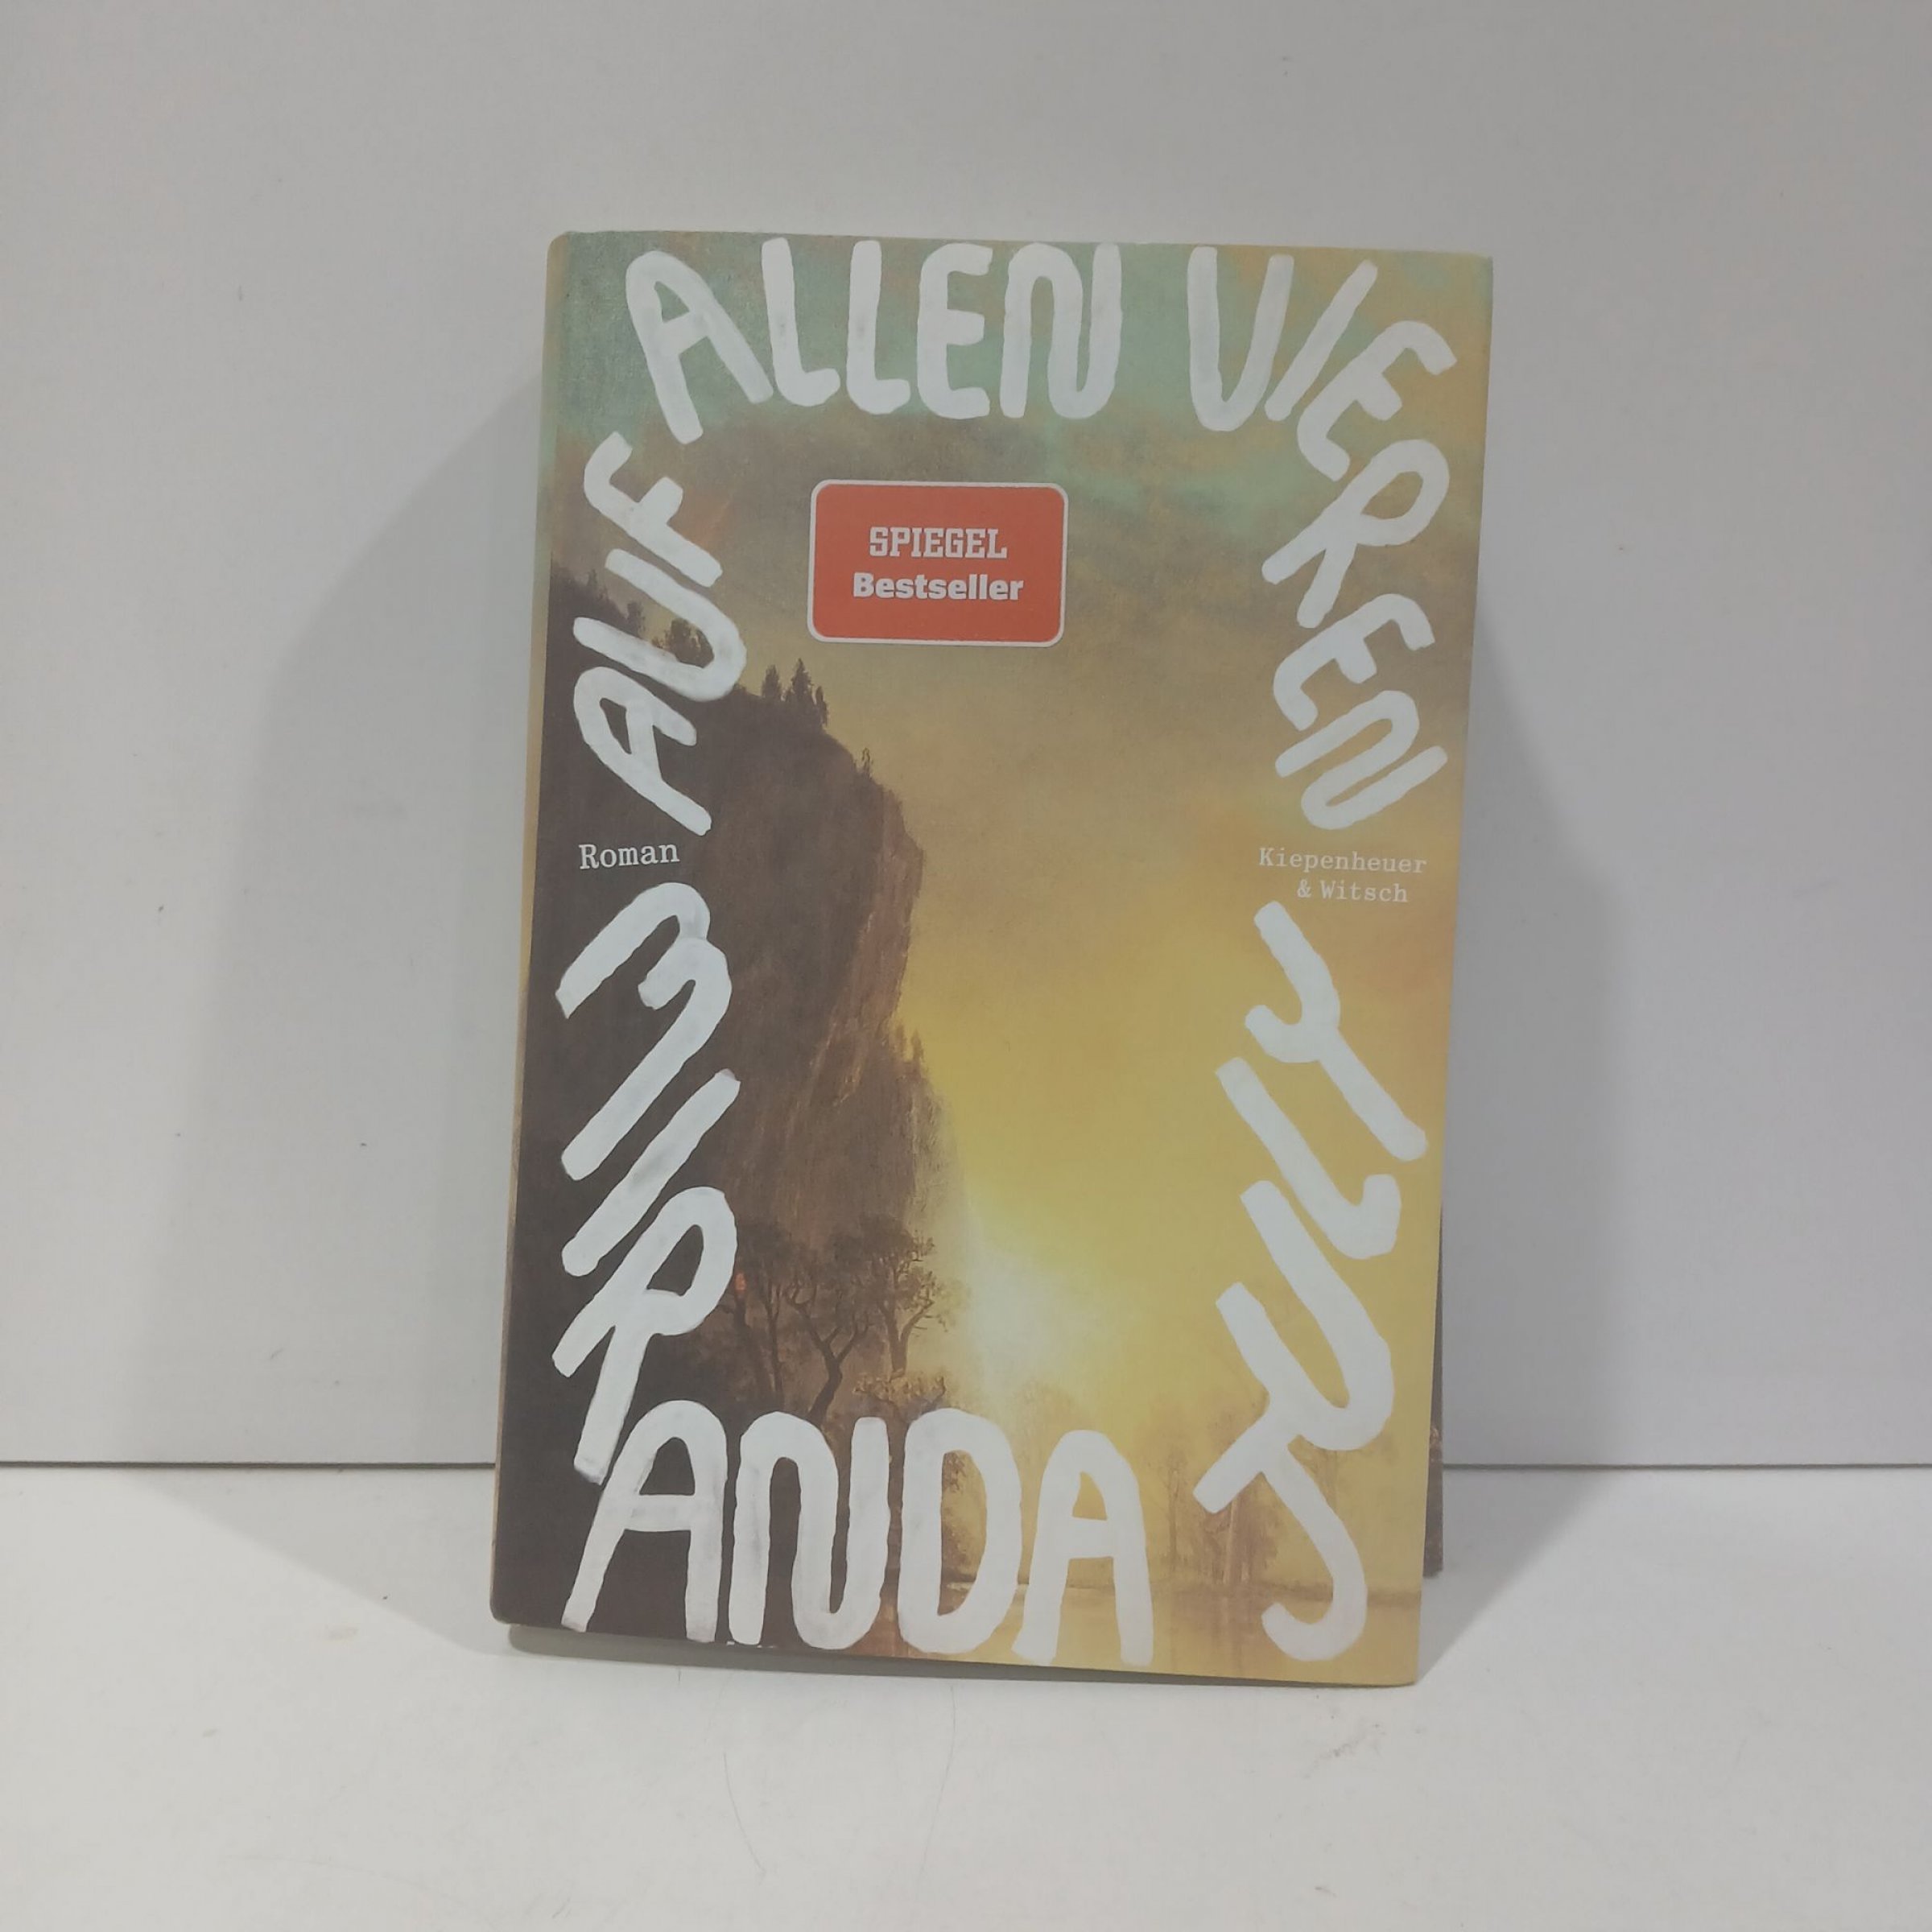 AUF ALLEN VIEREN
SPIEGEL
Bestseller
Roman
Kiepenheuer
& Witsch
MIRANDA JULY